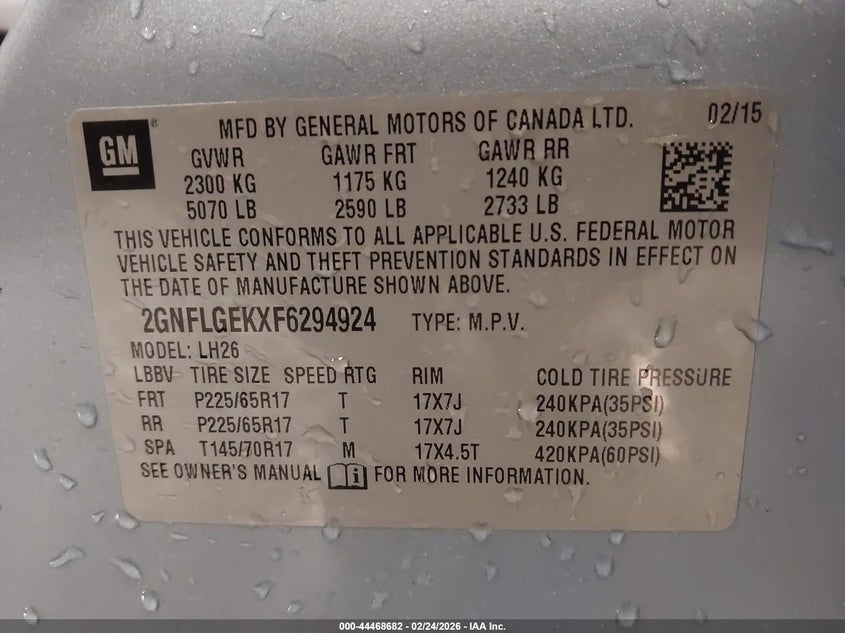 GM® MFD BY GENERAL MOTORS OF CANADA LTD. 02/15
GVWR GAWR FRT GAWR RR
2300 KG 1175 KG 1240 KG
5070 LB 2590 LB 2733 LB
THIS VEHICLE CONFORMS TO ALL APPLICABLE U.S. FEDERAL MOTOR
VEHICLE SAFETY AND THEFT PREVENTION STANDARDS IN EFFECT ON
THE DATE OF MANUFACTURE SHOWN ABOVE.
2GNFLGEKXF6294924 TYPE: M.P.V.
MODEL: LH26
LBBV TIRE SIZE SPEED RTG RIM COLD TIRE PRESSURE
FRT P225/65R17 T 17X7J 240KPA(35PSI)
RR P225/65R17 T 17X7J 240KPA(35PSI)
SPA T145/70R17 M 17X4.5T 420KPA(60PSI)
SEE OWNER'S MANUAL i FOR MORE INFORMATION.
000-44468682 - 02/24/2026 - IAA Inc.